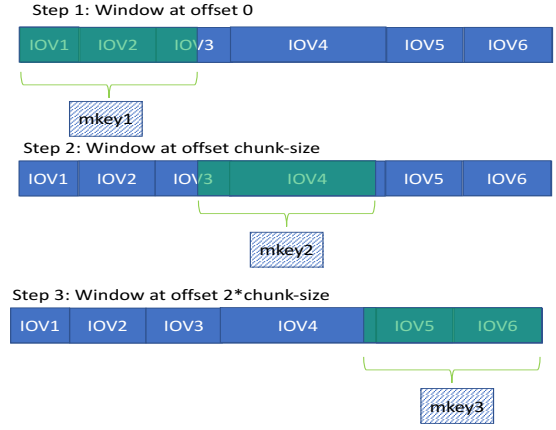 Step 1: Window at offset 0
IOV1 IOV2 IOV3 IOV4 IOV5 IOV6
mkey1
Step 2: Window at offset chunk-size
IOV1 IOV2 IOV3 IOV4 IOV5 IOV6
mkey2
Step 3: Window at offset 2*chunk-size
IOV1 IOV2 IOV3 IOV4 IOV5 IOV6
mkey3